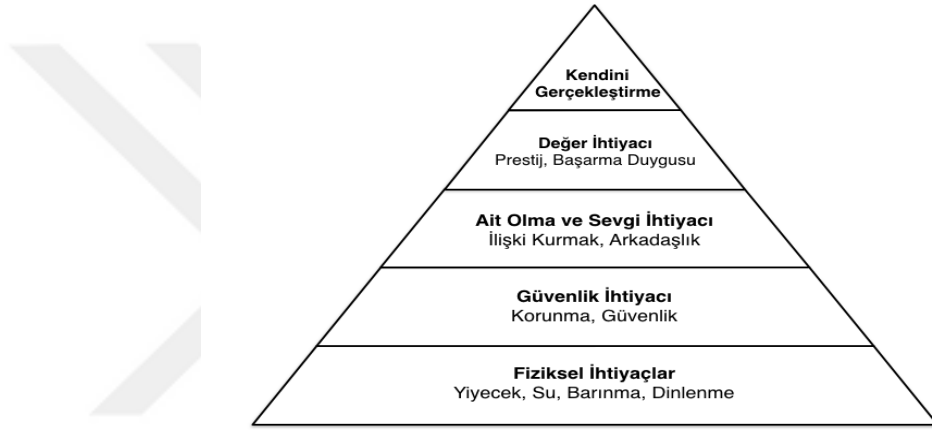 Kendini
Gerçekleştirme
Değer İhtiyacı
Prestij, Başarma Duygusu
Ait Olma ve Sevgi İhtiyacı
İlişki Kurmak, Arkadaşlık
Güvenlik İhtiyacı
Korunma, Güvenlik
Fiziksel İhtiyaçlar
Yiyecek, Su, Barınma, Dinlenme